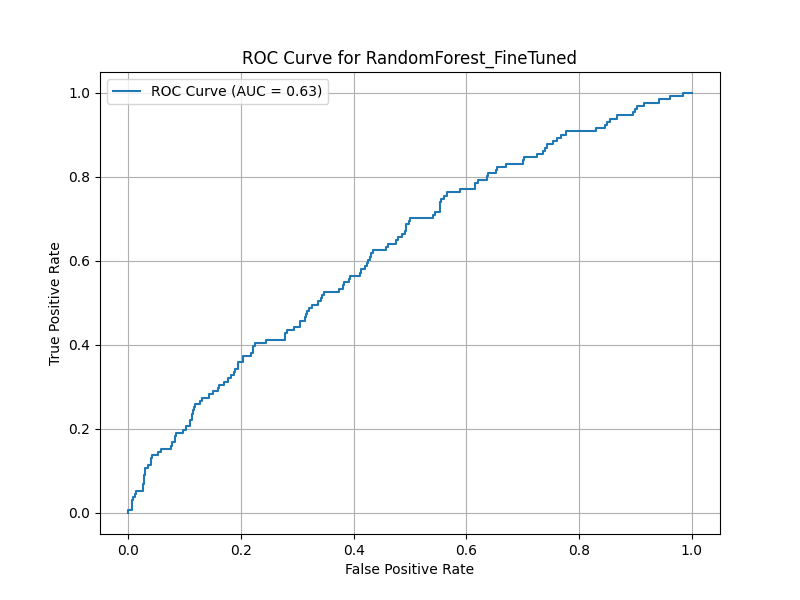 ROC Curve for RandomForest_FineTuned
ROC Curve (AUC = 0.63)
1.0
0.8
0.6
0.4
0.2
0.0
True Positive Rate
0.0 0.2 0.4 0.6 0.8 1.0
False Positive Rate